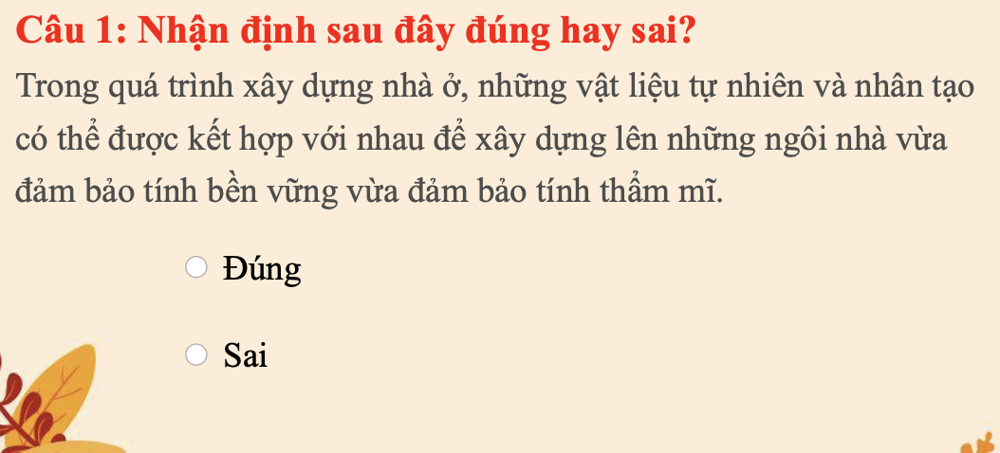 Câu 1: Nhận định sau đây đúng hay sai?
Trong quá trình xây dựng nhà ở, những vật liệu tự nhiên và nhân tạo
có thể được kết hợp với nhau để xây dựng lên những ngôi nhà vừa
đảm bảo tính bền vững vừa đảm bảo tính thẩm mĩ.
Đúng
Sai